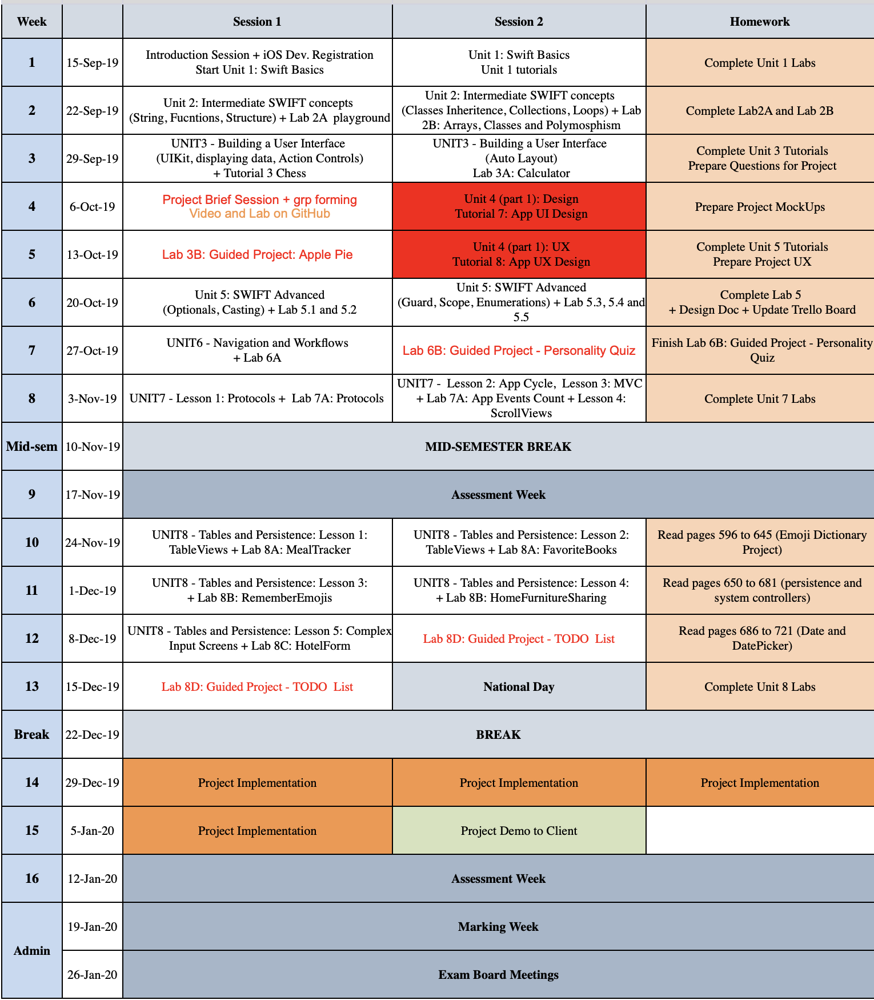 Week Session 1 Session 2 Homework
1
15-Sep-19
Introduction Session + iOS Dev. Registration
Start Unit 1: Swift Basics
Unit 1: Swift Basics
Unit 1 tutorials
Complete Unit 1 Labs
2
22-Sep-19
Unit 2: Intermediate SWIFT concepts
(String, Fucntions, Structure) + Lab 2A  playground
Unit 2: Intermediate SWIFT concepts
(Classes Inheritence, Collections, Loops) + Lab
2B: Arrays, Classes and Polymosphism
Complete Lab2A and Lab 2B
3
29-Sep-19
UNIT3 - Building a User Interface
(UIKit, displaying data, Action Controls)
+ Tutorial 3 Chess
UNIT3 - Building a User Interface
(Auto Layout)
Lab 3A: Calculator
Complete Unit 3 Tutorials
Prepare Questions for Project
4
6-Oct-19
Project Brief Session + grp forming
Video and Lab on GitHub
Unit 4 (part 1): Design
Tutorial 7: App UI Design
Prepare Project MockUps
5
13-Oct-19
Lab 3B: Guided Project: Apple Pie
Unit 4 (part 1): UX
Tutorial 8: App UX Design
Complete Unit 5 Tutorials
Prepare Project UX
6
20-Oct-19
Unit 5: SWIFT Advanced
(Optionals, Casting) + Lab 5.1 and 5.2
Unit 5: SWIFT Advanced
(Guard, Scope, Enumerations) + Lab 5.3, 5.4 and
5.5
Complete Lab 5
+ Design Doc + Update Trello Board
7
27-Oct-19
UNIT6 - Navigation and Workflows
+ Lab 6A
Lab 6B: Guided Project - Personality Quiz
Finish Lab 6B: Guided Project - Personality
Quiz
8
3-Nov-19
UNIT7 - Lesson 1: Protocols +  Lab 7A: Protocols
UNIT7 -  Lesson 2: App Cycle,  Lesson 3: MVC
+ Lab 7A: App Events Count + Lesson 4:
ScrollViews
Complete Unit 7 Labs
Mid-sem
10-Nov-19
MID-SEMESTER BREAK
9
17-Nov-19
Assessment Week
10
24-Nov-19
UNIT8 - Tables and Persistence: Lesson 1:
TableViews + Lab 8A: MealTracker
UNIT8 - Tables and Persistence: Lesson 2:
TableViews + Lab 8A: FavoriteBooks
Read pages 596 to 645 (Emoji Dictionary
Project)
11
1-Dec-19
UNIT8 - Tables and Persistence: Lesson 3:
+ Lab 8B: RememberEmojis
UNIT8 - Tables and Persistence: Lesson 4:
+ Lab 8B: HomeFurnitureSharing
Read pages 650 to 681 (persistence and
system controllers)
12
8-Dec-19
UNIT8 - Tables and Persistence: Lesson 5: Complex
Input Screens + Lab 8C: HotelForm
Lab 8D: Guided Project - TODO  List
Read pages 686 to 721 (Date and
DatePicker)
13
15-Dec-19
Lab 8D: Guided Project - TODO  List
National Day
Complete Unit 8 Labs
Break
22-Dec-19
BREAK
14
29-Dec-19
Project Implementation
Project Implementation
Project Implementation
15
5-Jan-20
Project Implementation
Project Demo to Client
16
12-Jan-20
Assessment Week
Admin
19-Jan-20
Marking Week
26-Jan-20
Exam Board Meetings